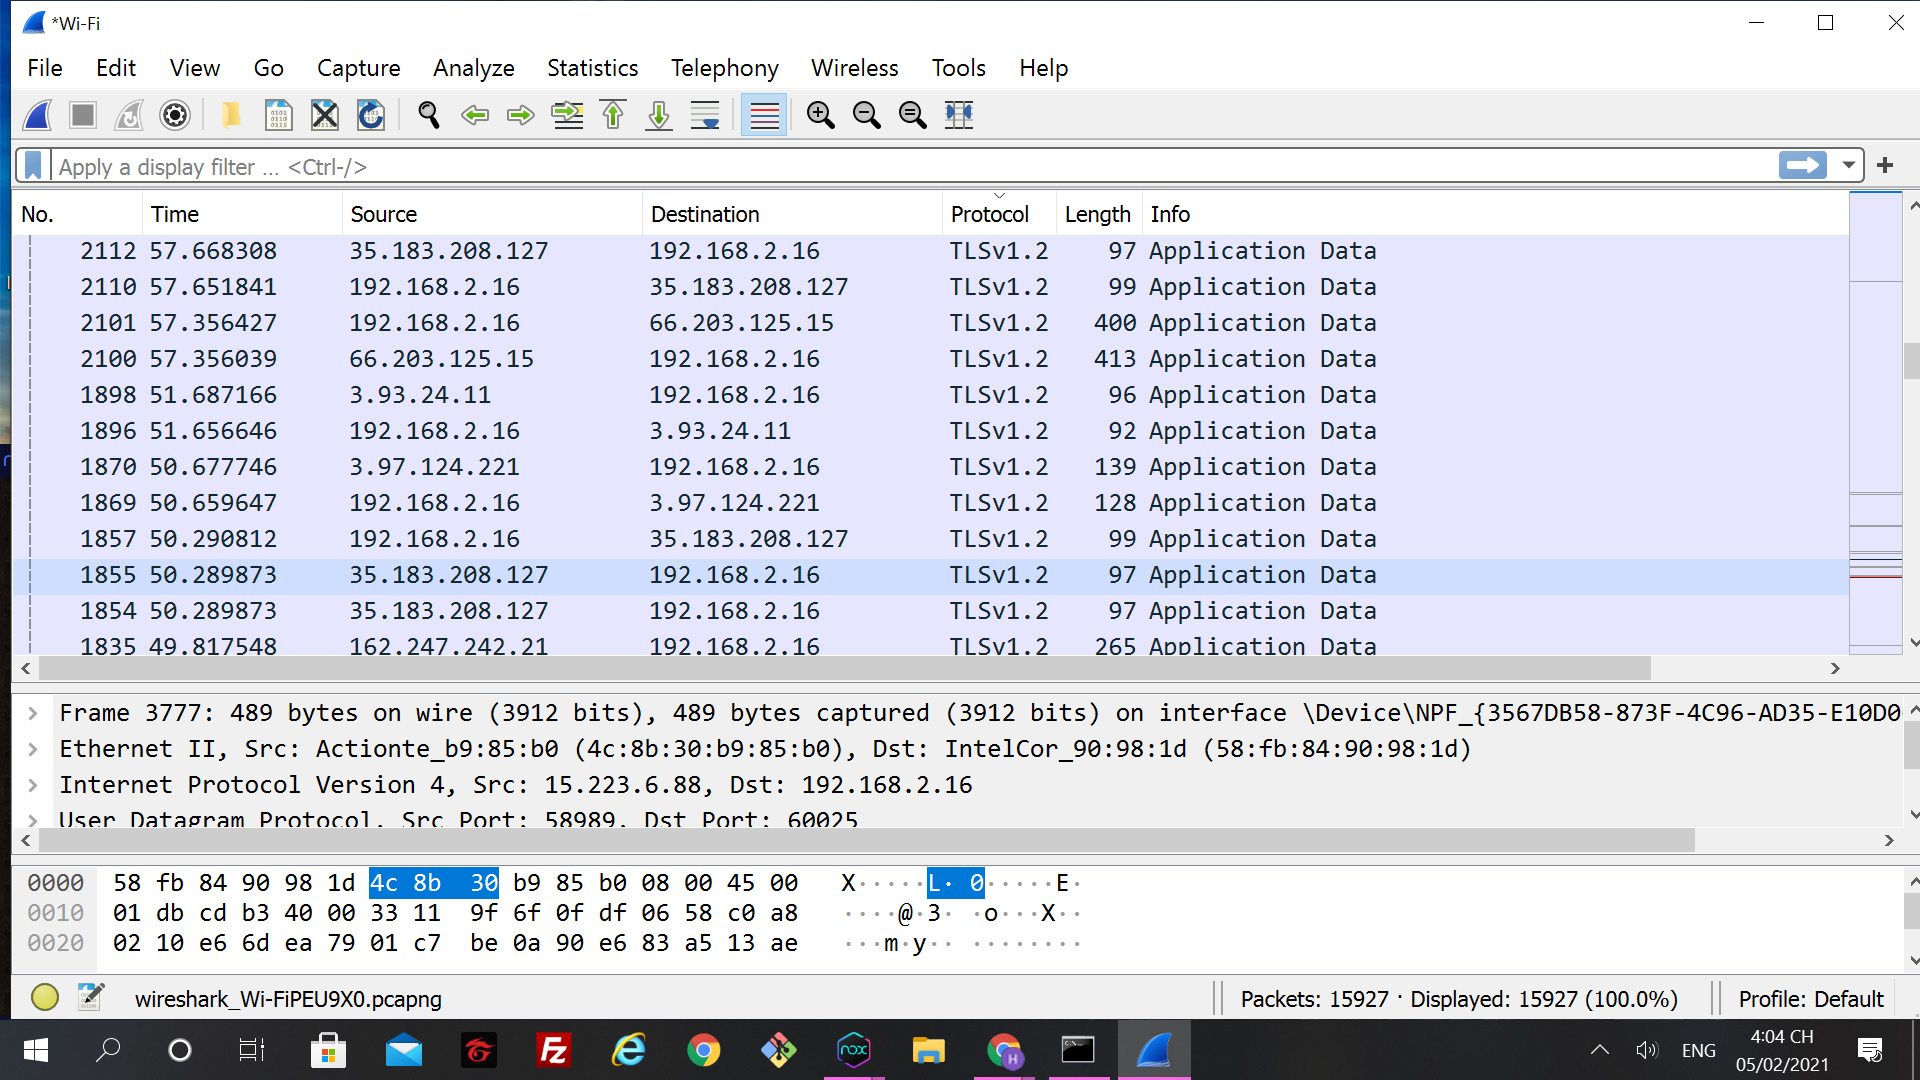 *Wi-Fi
File Edit View Go Capture Analyze Statistics Telephony Wireless Tools Help
Apply a display filter … <Ctrl-/>
No. Time Source Destination Protocol Length Info
2112 57.668308 35.183.208.127 192.168.2.16 TLSv1.2 97 Application Data
2110 57.651841 192.168.2.16 35.183.208.127 TLSv1.2 99 Application Data
2101 57.356427 192.168.2.16 66.203.125.15 TLSv1.2 400 Application Data
2100 57.356039 66.203.125.15 192.168.2.16 TLSv1.2 413 Application Data
1898 51.687166 3.93.24.11 192.168.2.16 TLSv1.2 96 Application Data
1896 51.656646 192.168.2.16 3.93.24.11 TLSv1.2 92 Application Data
1870 50.677746 3.97.124.221 192.168.2.16 TLSv1.2 139 Application Data
1869 50.659647 192.168.2.16 3.97.124.221 TLSv1.2 128 Application Data
1857 50.290812 192.168.2.16 35.183.208.127 TLSv1.2 99 Application Data
1855 50.289873 35.183.208.127 192.168.2.16 TLSv1.2 97 Application Data
1854 50.289873 35.183.208.127 192.168.2.16 TLSv1.2 97 Application Data
1835 49.817548 162.247.242.21 192.168.2.16 TLSv1.2 265 Application Data
Frame 3777: 489 bytes on wire (3912 bits), 489 bytes captured (3912 bits) on interface \Device\NPF_{3567DB58-873F-4C96-AD35-E10D0
Ethernet II, Src: Actionte_b9:85:b0 (4c:8b:30:b9:85:b0), Dst: IntelCor_90:98:1d (58:fb:84:90:98:1d)
Internet Protocol Version 4, Src: 15.223.6.88, Dst: 192.168.2.16
User Datagram Protocol, Src Port: 58989, Dst Port: 60025
0000 58 fb 84 90 98 1d 4c 8b 30 b9 85 b0 08 00 45 00 X·····L· 0·····E·
0010 01 db cd b3 40 00 33 11 9f 6f 0f df 06 58 c0 a8 ····@·3· ·o···X··
0020 02 10 e6 6d ea 79 01 c7 be 0a 90 e6 83 a5 13 ae ···m·y·· ········
wireshark_Wi-FiPEU9X0.pcapng Packets: 15927 · Displayed: 15927 (100.0%) Profile: Default
nox
H
ENG
4:04 CH
05/02/2021